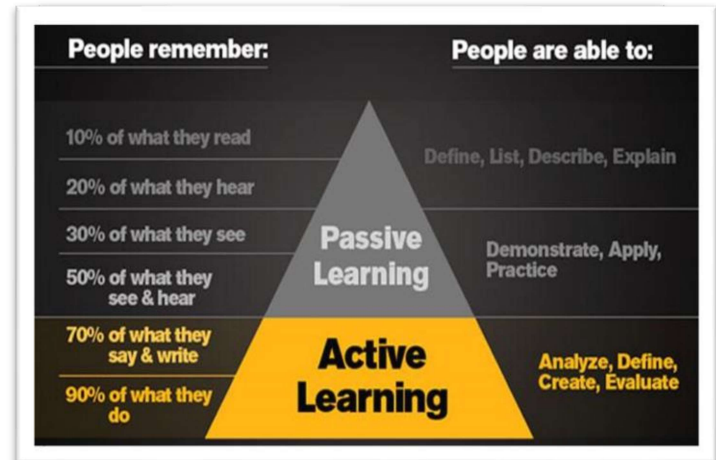 People remember:
People are able to:
10% of what they read
20% of what they hear
Define, List, Describe, Explain
30% of what they see
50% of what they
see & hear
Passive
Learning
Demonstrate, Apply,
Practice
70% of what they
say & write
90% of what they
do
Active
Learning
Analyze, Define,
Create, Evaluate